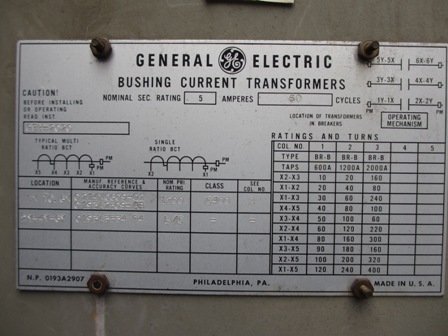 GENERAL GE ELECTRIC
BUSHING CURRENT TRANSFORMERS
NOMINAL SEC. RATING 5 AMPERES 60 CYCLES
CAUTION!
BEFORE INSTALLING
OR OPERATING
READ INST.
5Y-5X 6X-6Y
3Y-3X 4X-4Y
1Y-1X 2X-2Y
PM PM
LOCATION OF TRANSFORMERS
IN BREAKERS
OPERATING
MECHANISM
TYPICAL MULTI
RATIO BCT
SINGLE
RATIO BCT
PM
X5 X4 X3 X2 X1
PM
X1
LOCATION
MANUF REFERENCE &
ACCURACY CURVES
NOM PRI
RATING
CLASS
SEE
COL NO
RATINGS AND TURNS
COL. NO. 1 2 3 4 5
TYPE BR-B BR-B BR-B
TAPS 600A 1200A 2000A
X2-X3 10 20 160
X1-X2 20 40 80
X1-X3 30 60 240
X4-X5 40 80 100
X3-X4 50 100 60
X2-X4 60 120 220
X1-X4 80 160 300
X3-X5 90 180 160
X2-X5 100 200 320
X1-X5 120 240 400
N.P. 0193A2907
PHILADELPHIA, PA.
MADE IN U.S.A.